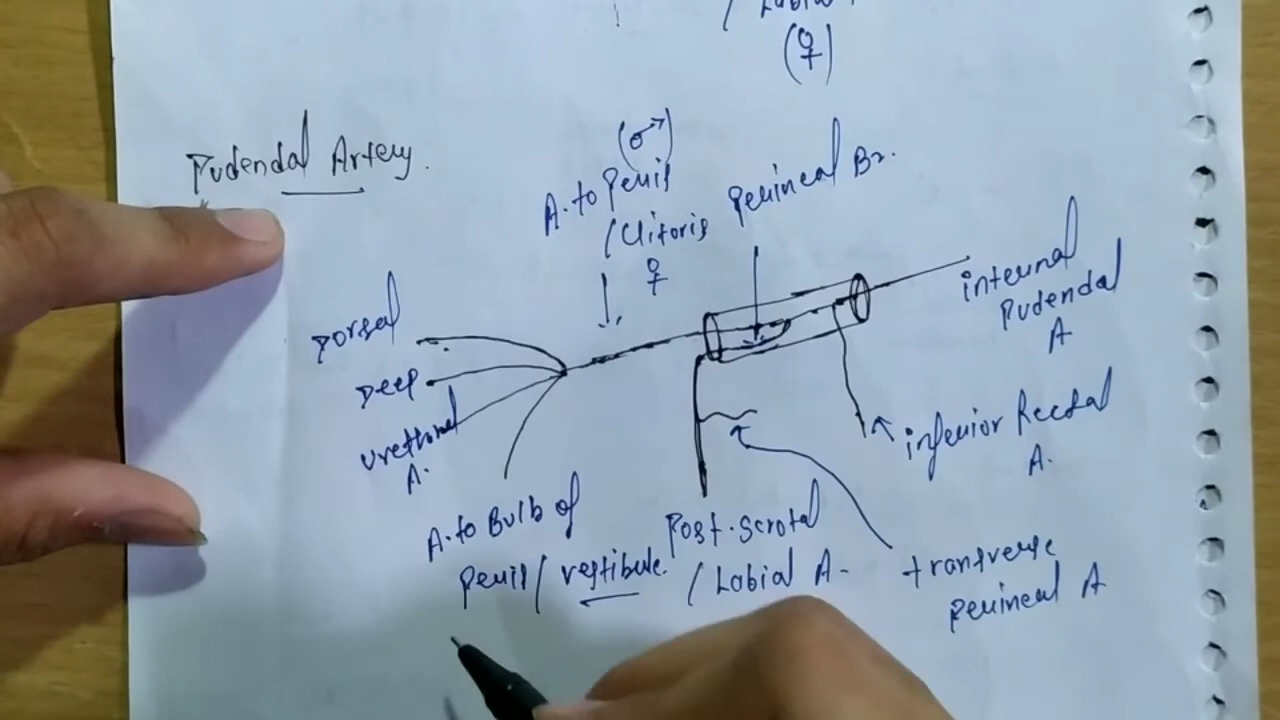 / Labia
(♀)
Pudendal Artery.
(♂)
A. to Penis
/Clitoris
♀
Perineal Br.
internal
Pudendal
A
Dorsal
Deep
Urethral
A.
inferior Rectal
A.
A. to Bulb of
Penis / vestibule.
Post. Scrotal
/ Labial A.
transverse
Perineal A